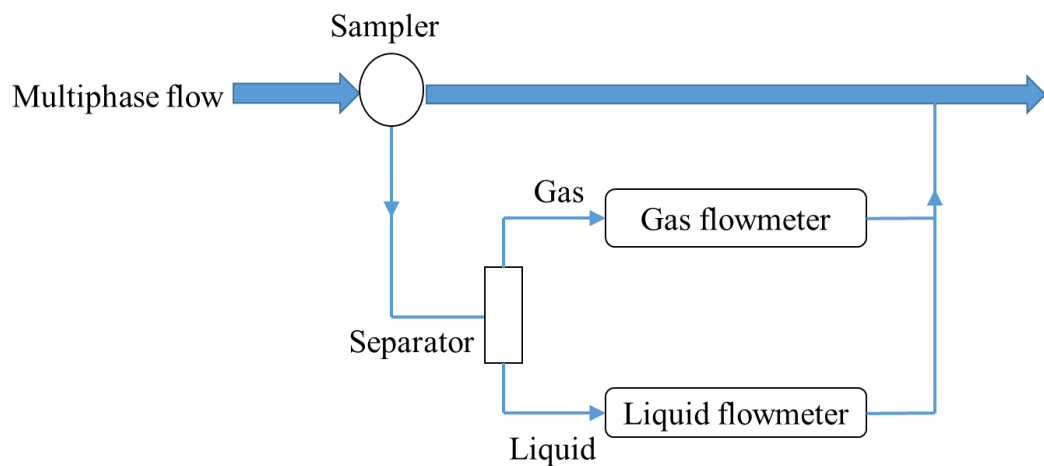 Sampler
Multiphase flow
Gas
Gas flowmeter
Separator
Liquid flowmeter
Liquid